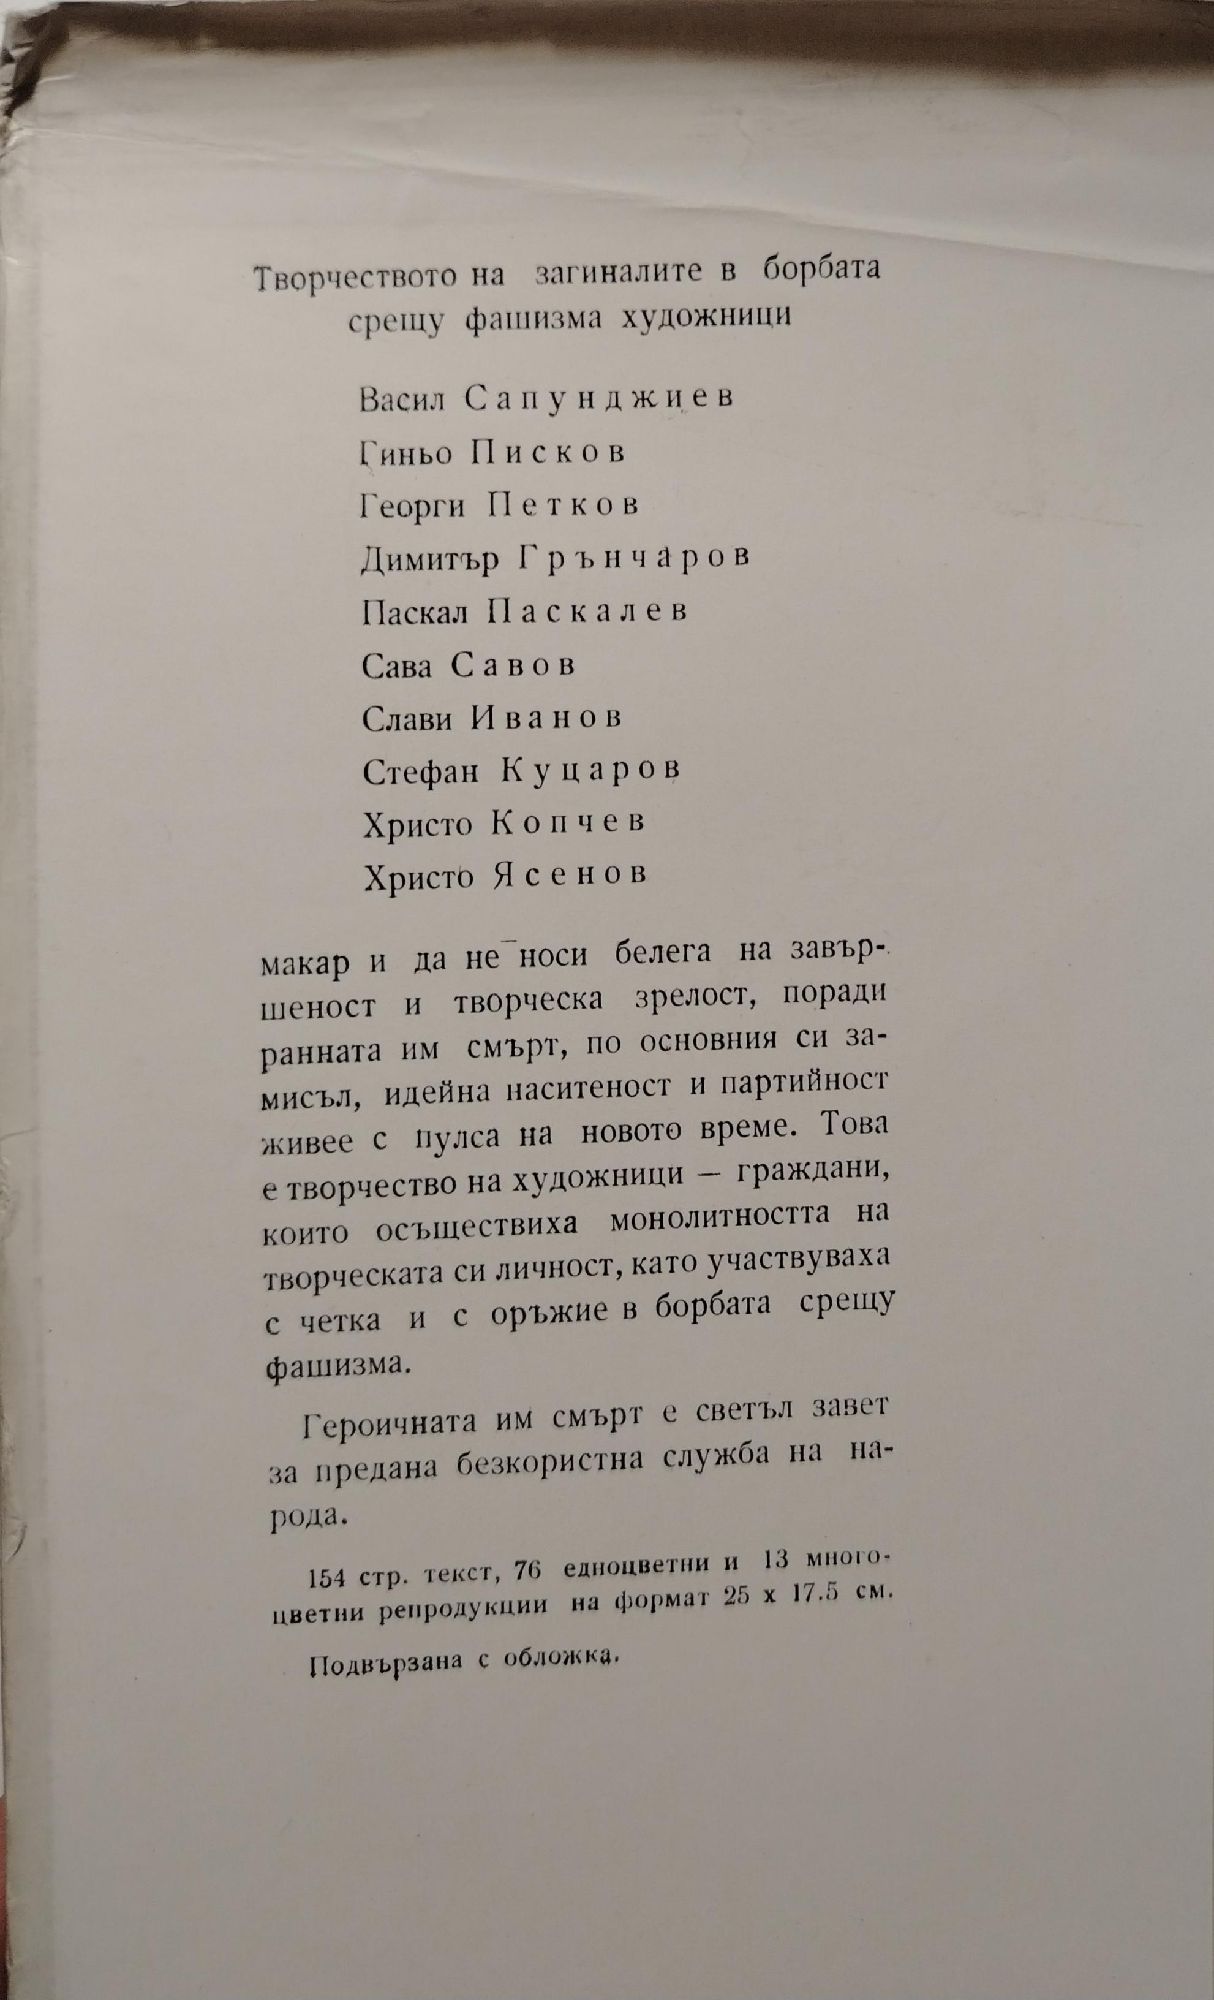 Творчеството на загиналите в борбата
срещу фашизма художници
Васил Сапунджиев
Гиньо Писков
Георги Петков
Димитър Грънчаров
Паскал Паскалев
Сава Савов
Слави Иванов
Стефан Куцаров
Христо Копчев
Христо Ясенов
макар и да не носи белега на завър-
шеност и творческа зрелост, поради
ранната им смърт, по основния си за-
мисъл, идейна наситеност и партийност
живее с пулса на новото време. Това
е творчество на художници — граждани,
които осъществиха монолитността на
творческата си личност, като участвуваха
с четка и с оръжие в борбата срещу
фашизма.
Героичната им смърт е светъл завет
за предана безкористна служба на на-
рода.
154 стр. текст, 76 едноцветни и 13 много-
цветни репродукции на формат 25 x 17.5 см.
Подвързана с обложка.